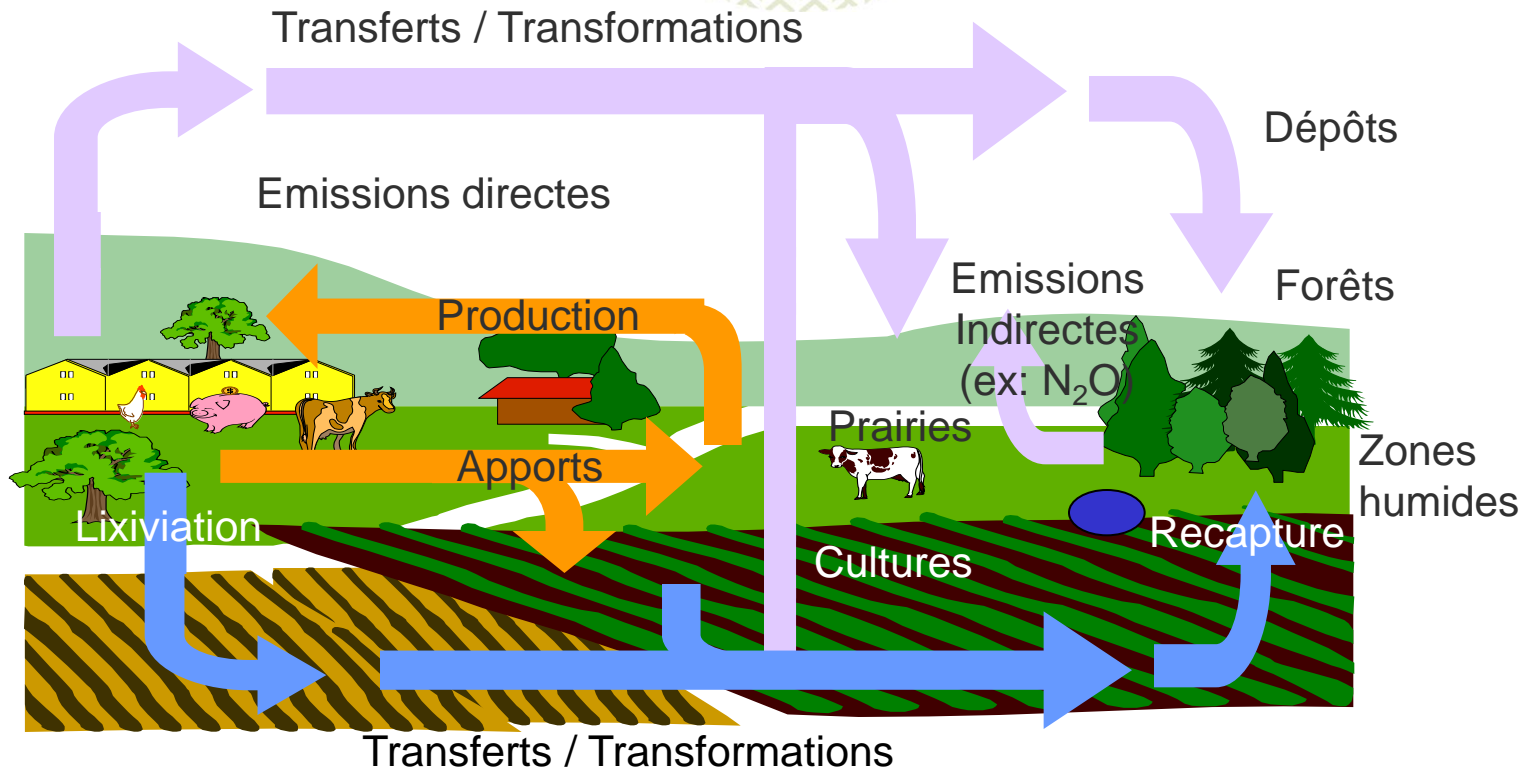 Transferts / Transformations
Dépôts
Emissions directes
Emissions
Indirectes
(ex: N₂O)
Forêts
Production
Prairies
Apports
Zones
humides
Lixiviation
Recapture
Cultures
Transferts / Transformations